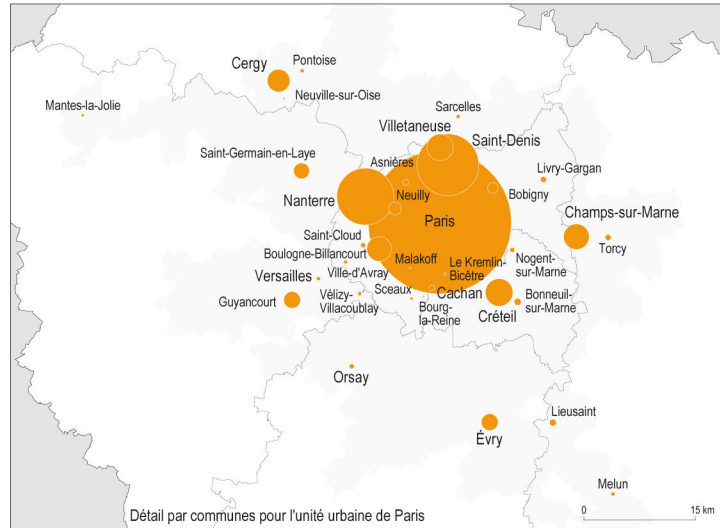 Pontoise
Cergy
Neuville-sur-Oise
Mantes-la-Jolie
Sarcelles
Villetaneuse
Saint-Denis
Saint-Germain-en-Laye
Asnières
Livry-Gargan
Nanterre
Neuilly
Bobigny
Paris
Champs-sur-Marne
Saint-Cloud
Torcy
Boulogne-Billancourt
Malakoff
Le Kremlin-
Bicêtre
Nogent-
sur-Marne
Versailles
Ville-d'Avray
Guyancourt
Vélizy-
Villacoublay
Sceaux
Cachan
Bourg-
la-Reine
Créteil
Bonneuil-
sur-Marne
Orsay
Lieusaint
Évry
Melun
0 15 km
Détail par communes pour l'unité urbaine de Paris